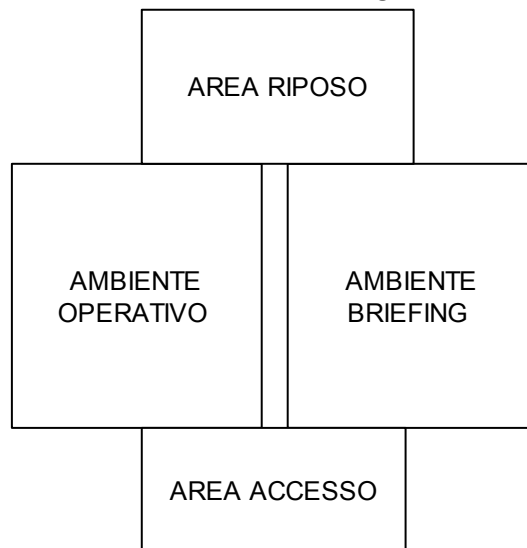 AREA RIPOSO
AMBIENTE
OPERATIVO
AMBIENTE
BRIEFING
AREA ACCESSO